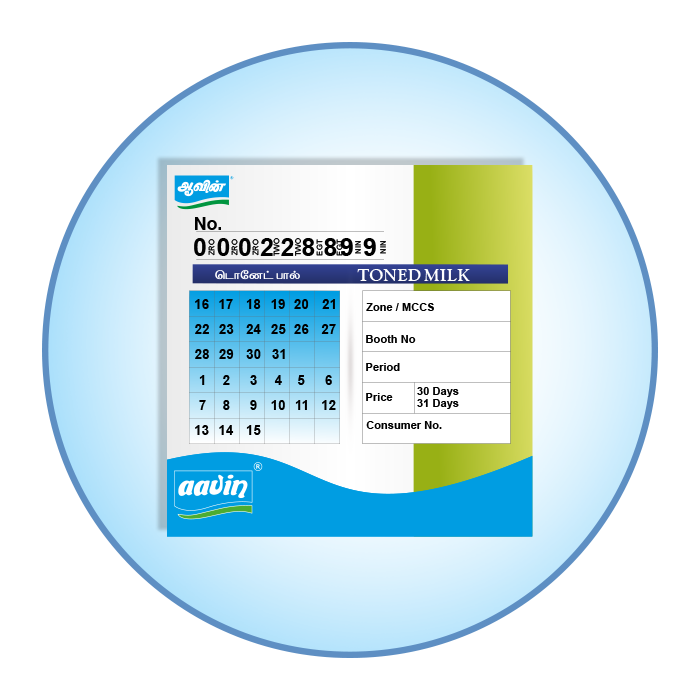 ஆவின்
No.
0 ZRO 0 ZRO 0 ZRO 2 TWO 2 TWO 8 EGT 8 EGT 9 NIN 9 NIN
டொனேட் பால் TONED MILK
16 17 18 19 20 21
22 23 24 25 26 27
28 29 30 31
1 2 3 4 5 6
7 8 9 10 11 12
13 14 15
Zone / MCCS
Booth No
Period
Price 30 Days
31 Days
Consumer No.
aavin ®